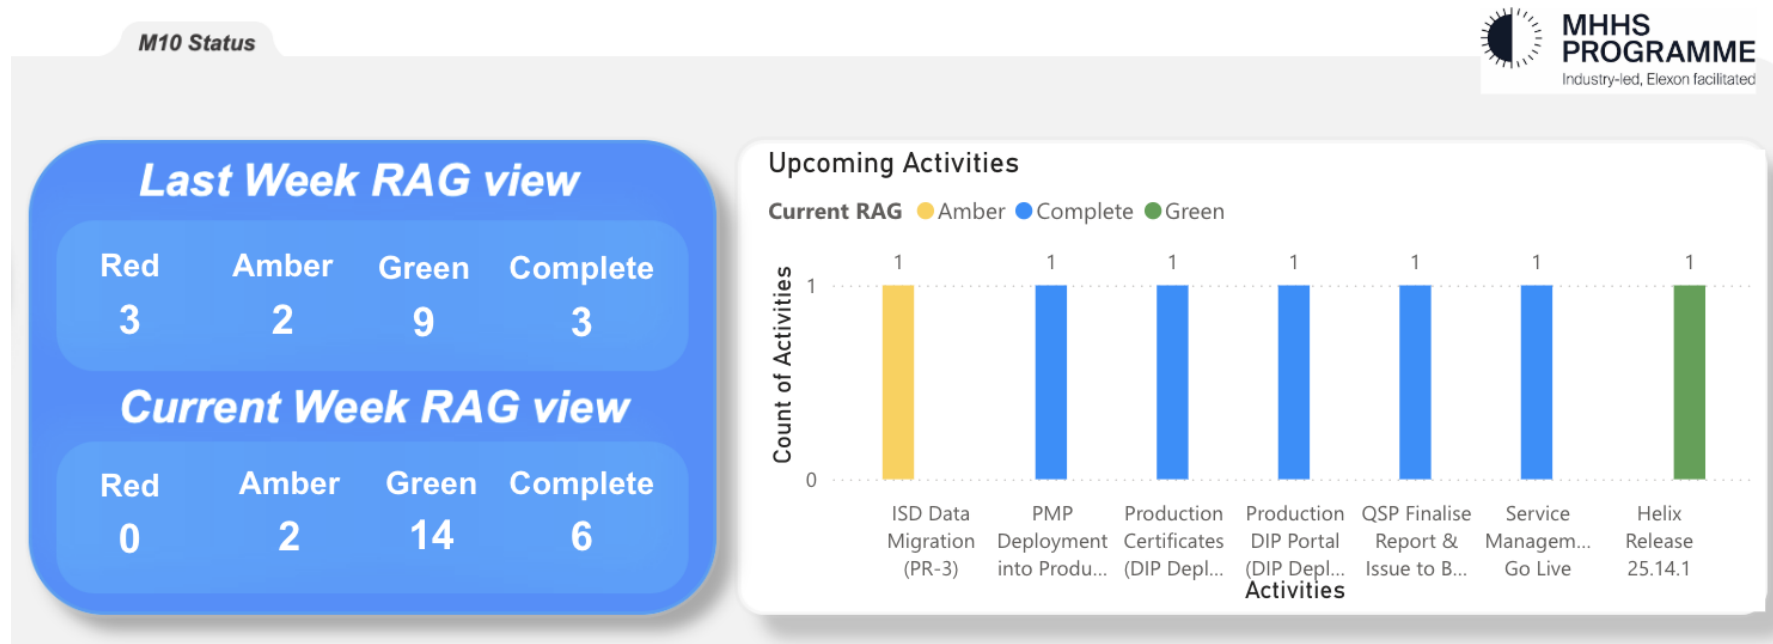 M10 Status
MHHS
PROGRAMME
Industry-led, Elexon facilitated
Last Week RAG view
Red Amber Green Complete
3 2 9 3
Current Week RAG view
Red Amber Green Complete
0 2 14 6
Upcoming Activities
Current RAG Amber Complete Green
1 1 1 1 1 1 1
Count of Activities
1
0
ISD Data Migration (PR-3)
PMP Deployment into Produ...
Production Certificates (DIP Depl...
Production DIP Portal (DIP Depl...
QSP Finalise Report & Issue to B...
Service Managem... Go Live
Helix Release 25.14.1
Activities